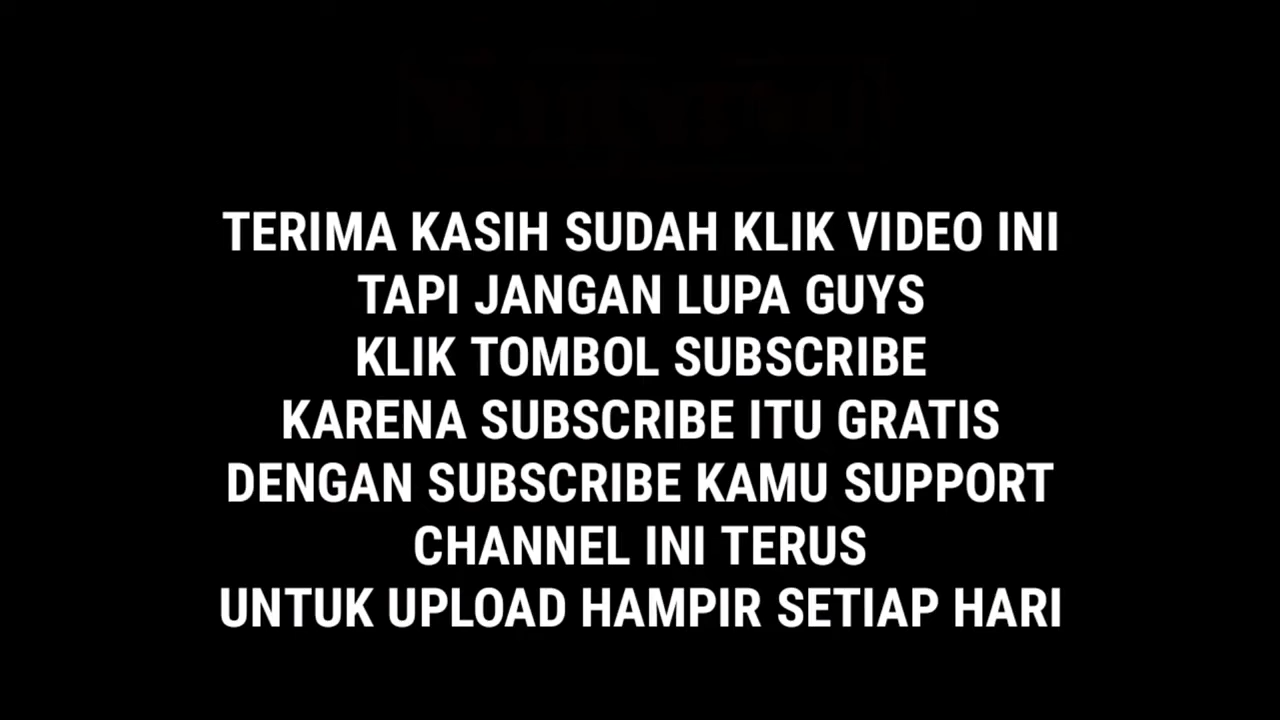 TERIMA KASIH SUDAH KLIK VIDEO INI
TAPI JANGAN LUPA GUYS
KLIK TOMBOL SUBSCRIBE
KARENA SUBSCRIBE ITU GRATIS
DENGAN SUBSCRIBE KAMU SUPPORT
CHANNEL INI TERUS
UNTUK UPLOAD HAMPIR SETIAP HARI